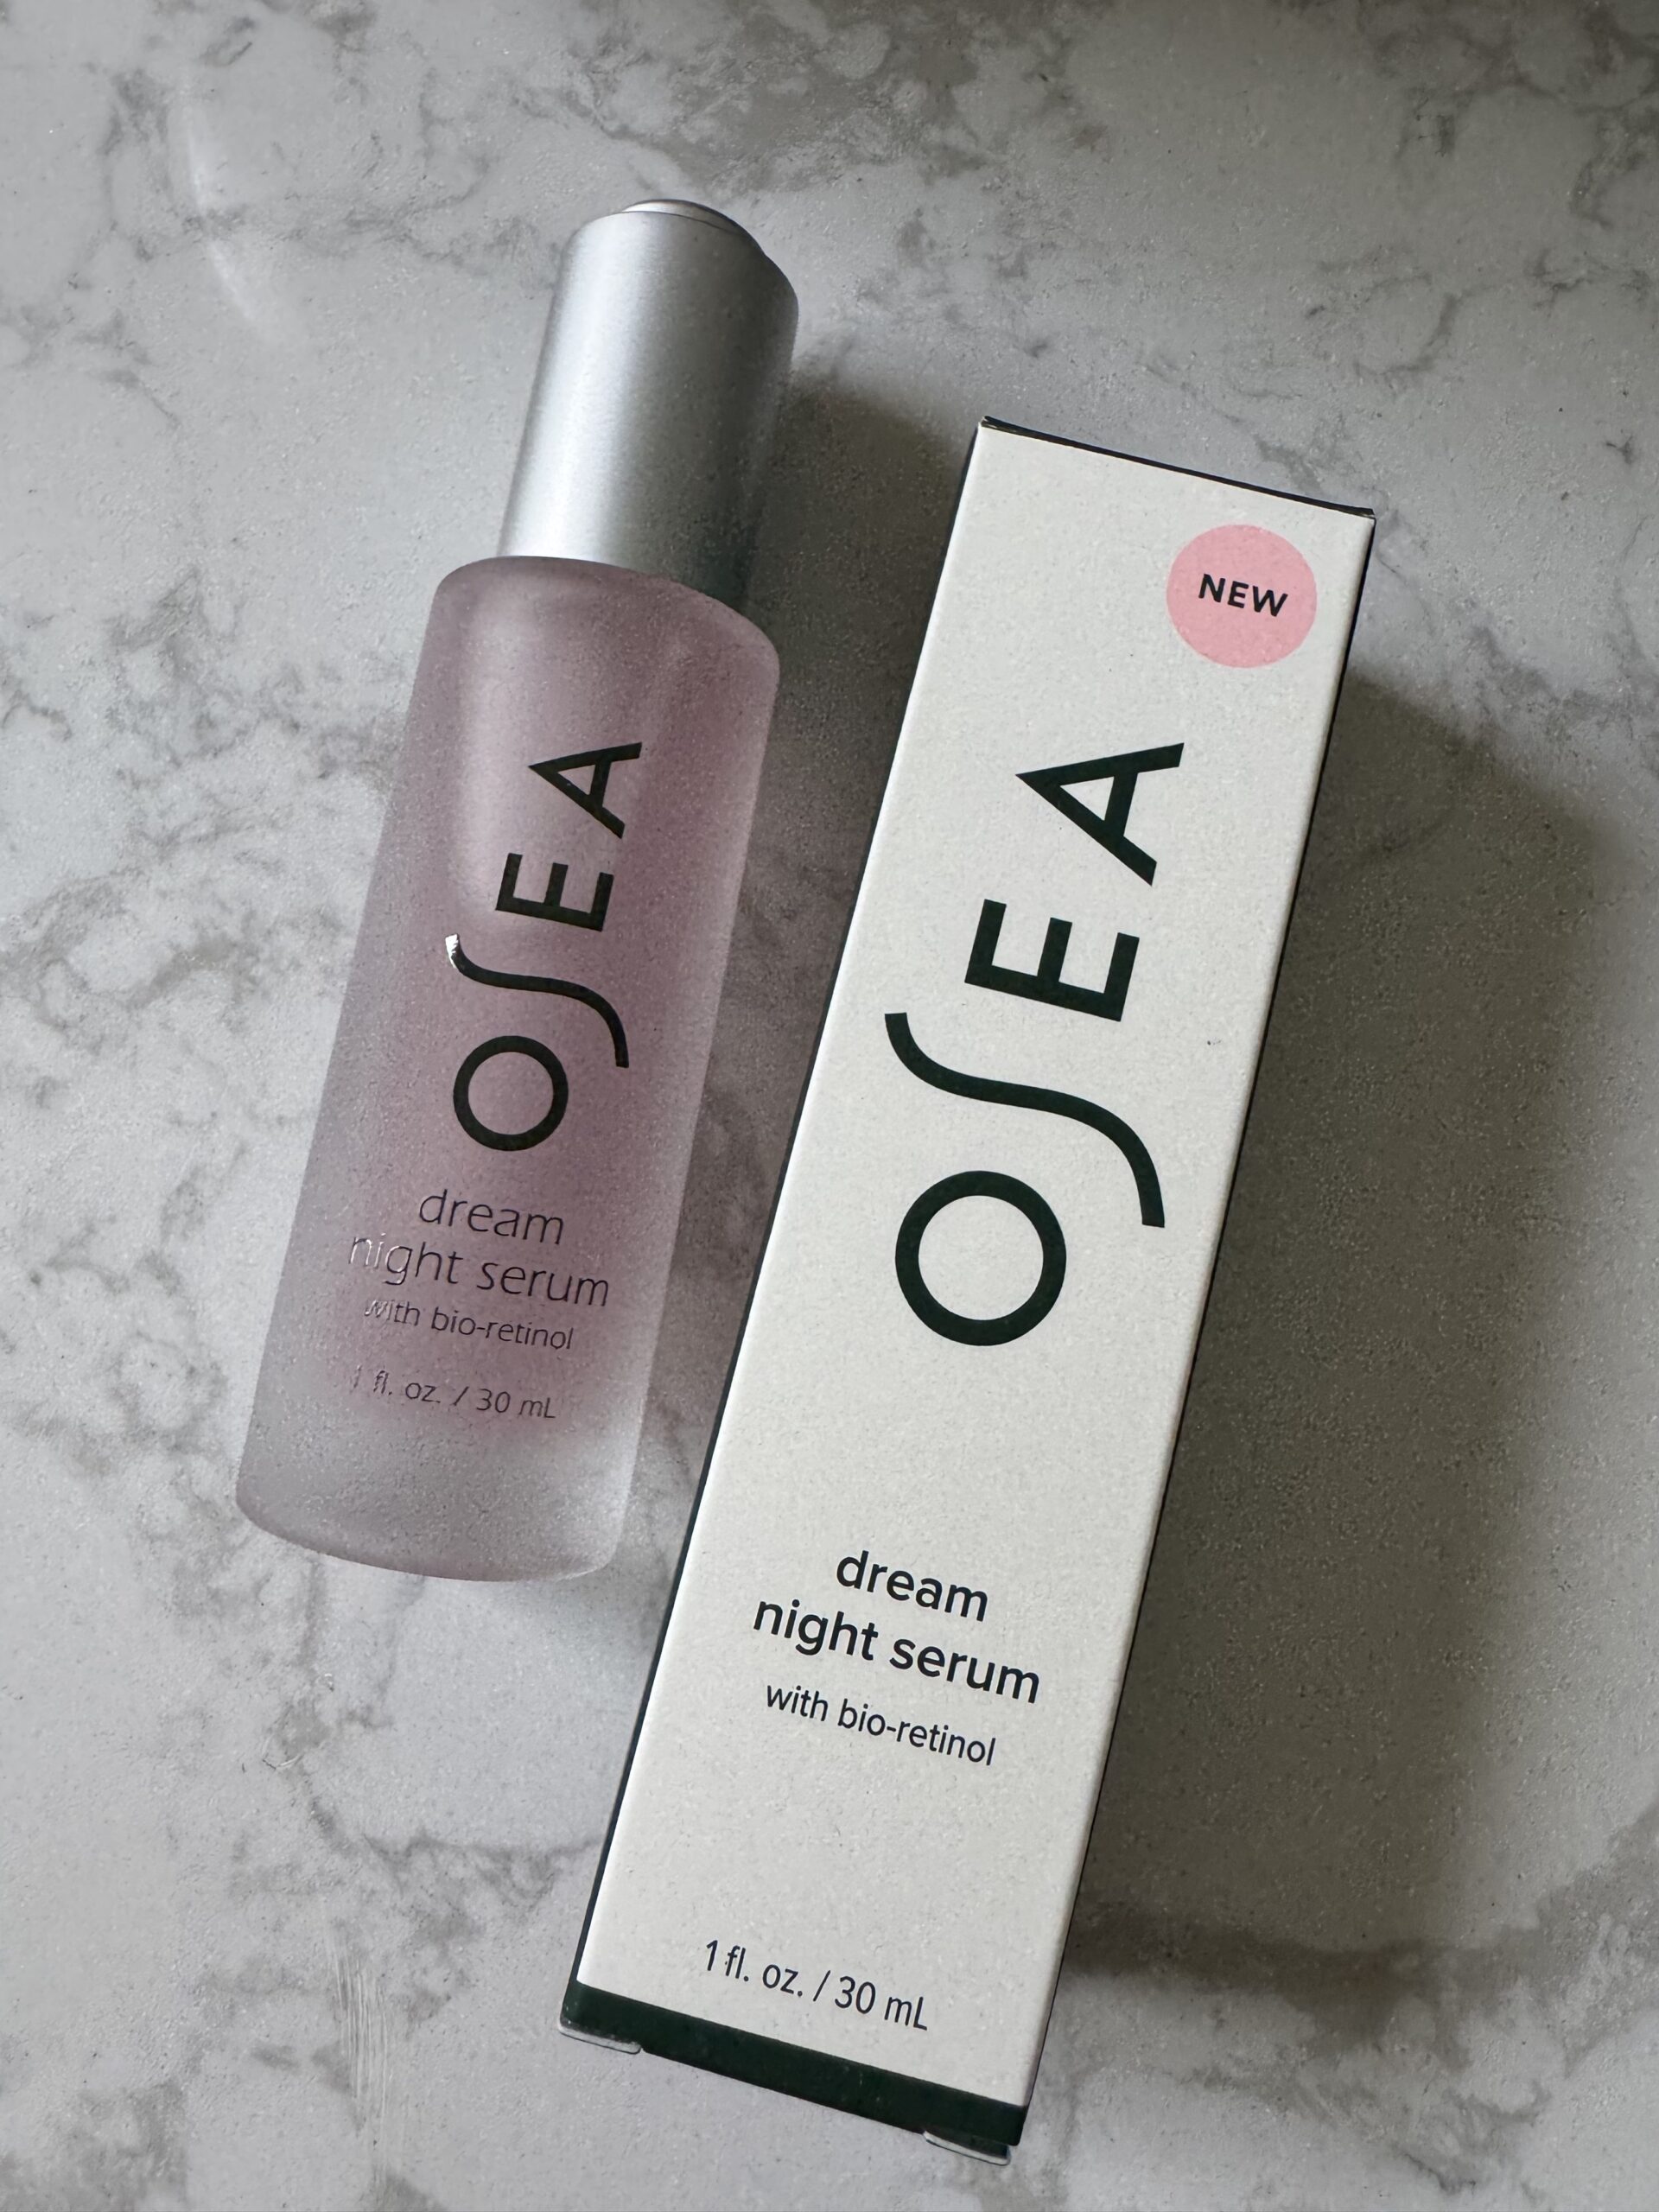 OSEA
dream
night serum
with bio-retinol
1 fl. oz. / 30 mL
NEW
OSEA
dream
night serum
with bio-retinol
1 fl. oz. / 30 mL